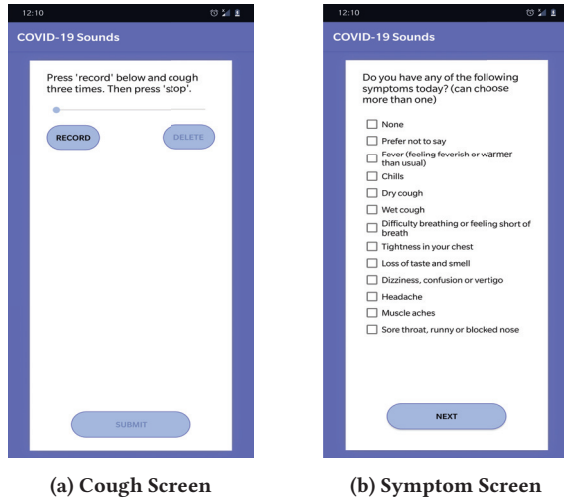 12:10
COVID-19 Sounds
Press 'record' below and cough
three times. Then press 'stop'.
RECORD
DELETE
SUBMIT
(a) Cough Screen
12:10
COVID-19 Sounds
Do you have any of the following
symptoms today? (can choose
more than one)
None
Prefer not to say
Fever (feeling feverish or warmer
than usual)
Chills
Dry cough
Wet cough
Difficulty breathing or feeling short of
breath
Tightness in your chest
Loss of taste and smell
Dizziness, confusion or vertigo
Headache
Muscle aches
Sore throat, runny or blocked nose
NEXT
(b) Symptom Screen